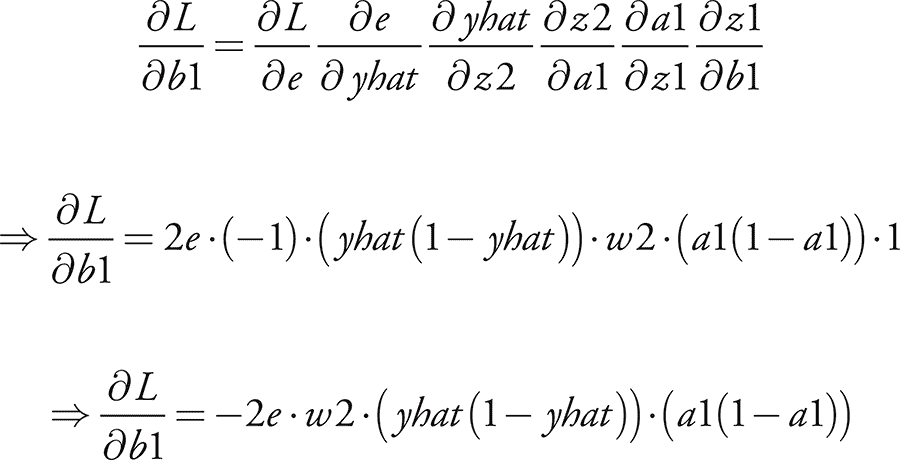 ∂L/∂b1 = ∂L/∂e ∂e/∂yhat ∂yhat/∂z2 ∂z2/∂a1 ∂a1/∂z1 ∂z1/∂b1
⇒ ∂L/∂b1 = 2e·(−1)·(yhat(1− yhat))·w2·(a1(1−a1))·1
⇒ ∂L/∂b1 = −2e·w2·(yhat(1− yhat))·(a1(1−a1))